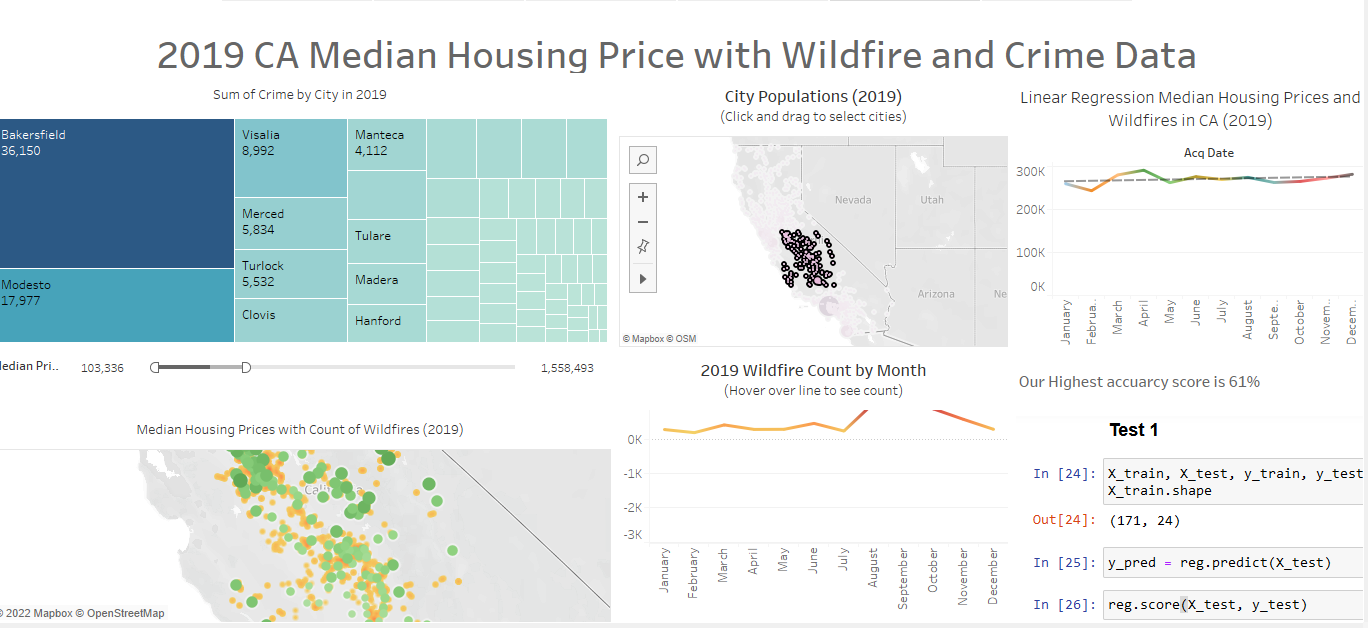 2019 CA Median Housing Price with Wildfire and Crime Data
Sum of Crime by City in 2019
Bakersfield
36,150
Modesto
17,977
Visalia
8,992
Merced
5,834
Turlock
5,532
Clovis
Manteca
4,112
Tulare
Madera
Hanford
edian Pri..
103,336
1,558,493
Median Housing Prices with Count of Wildfires (2019)
© 2022 Mapbox © OpenStreetMap
City Populations (2019)
(Click and drag to select cities)
Nevada
Utah
Arizona
Ne
© Mapbox © OSM
2019 Wildfire Count by Month
(Hover over line to see count)
0K
-1K
-2K
-3K
January
February
March
April
May
June
July
August
September
October
November
December
Linear Regression Median Housing Prices and
Wildfires in CA (2019)
Acq Date
300K
200K
100K
0K
January
Februa..
March
April
May
June
July
August
Septe..
October
Novem..
Decem..
Our Highest accuarcy score is 61%
Test 1
In [24]:
X_train, X_test, y_train, y_test
X_train.shape
Out[24]: (171, 24)
In [25]: y_pred = reg.predict(X_test)
In [26]: reg.score(X_test, y_test)